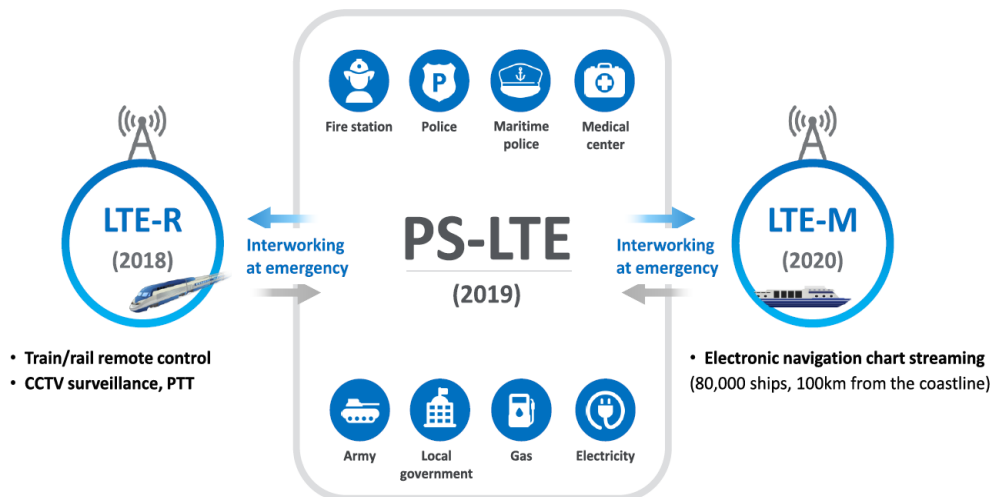 Fire station
Police
Maritime
police
Medical
center
P
LTE-R
(2018)
Interworking
at emergency
PS-LTE
(2019)
Interworking
at emergency
LTE-M
(2020)
• Train/rail remote control
• CCTV surveillance, PTT
• Electronic navigation chart streaming
(80,000 ships, 100km from the coastline)
Army
Local
government
Gas
Electricity